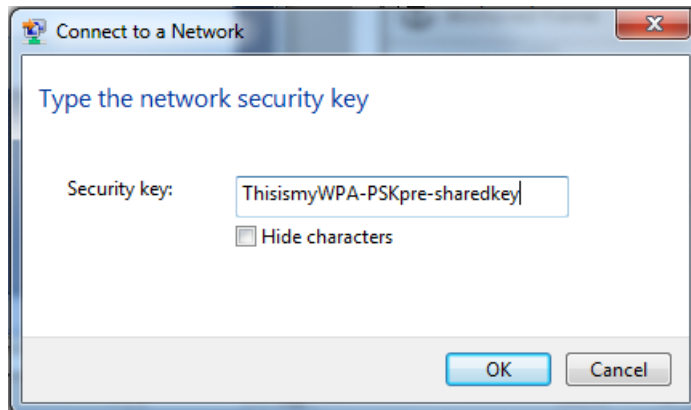 Connect to a Network
Type the network security key
Security key: ThisismyWPA-PSKpre-sharedkey
Hide characters
OK Cancel